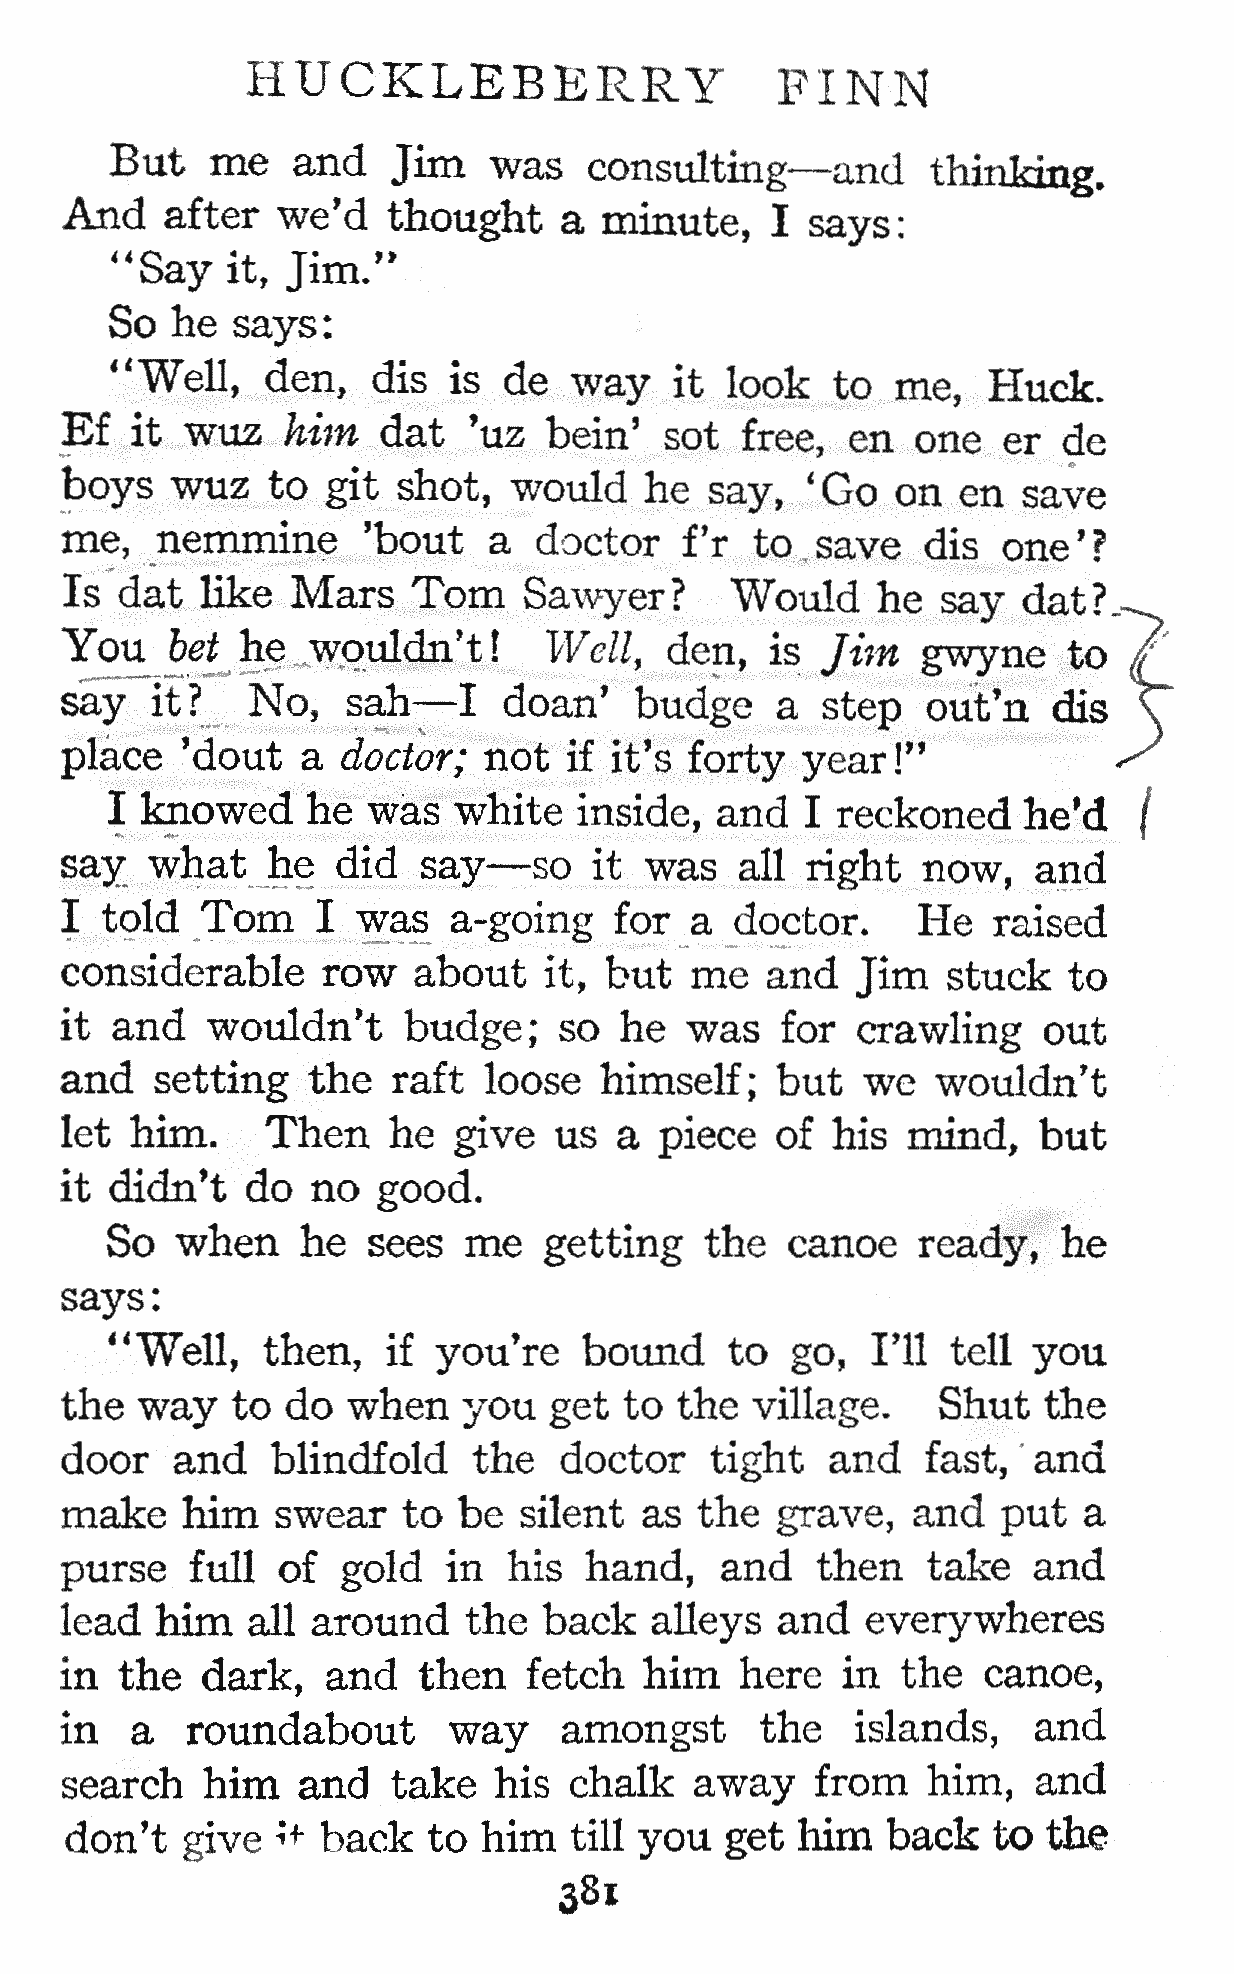 HUCKLEBERRY FINN
But me and Jim was consulting—and thinking.
And after we'd thought a minute, I says:
"Say it, Jim."
So he says:
"Well, den, dis is de way it look to me, Huck.
Ef it wuz him dat 'uz bein' sot free, en one er de
boys wuz to git shot, would he say, 'Go on en save
me, nemmine 'bout a doctor f'r to save dis one'?
Is dat like Mars Tom Sawyer? Would he say dat?
You bet he wouldn't! Well, den, is Jim gwyne to
say it? No, sah—I doan' budge a step out'n dis
place 'dout a doctor; not if it's forty year!"
I knowed he was white inside, and I reckoned he'd
say what he did say—so it was all right now, and
I told Tom I was a-going for a doctor. He raised
considerable row about it, but me and Jim stuck to
it and wouldn't budge; so he was for crawling out
and setting the raft loose himself; but we wouldn't
let him. Then he give us a piece of his mind, but
it didn't do no good.
So when he sees me getting the canoe ready, he
says:
"Well, then, if you're bound to go, I'll tell you
the way to do when you get to the village. Shut the
door and blindfold the doctor tight and fast, and
make him swear to be silent as the grave, and put a
purse full of gold in his hand, and then take and
lead him all around the back alleys and everywheres
in the dark, and then fetch him here in the canoe,
in a roundabout way amongst the islands, and
search him and take his chalk away from him, and
don't give it back to him till you get him back to the
381